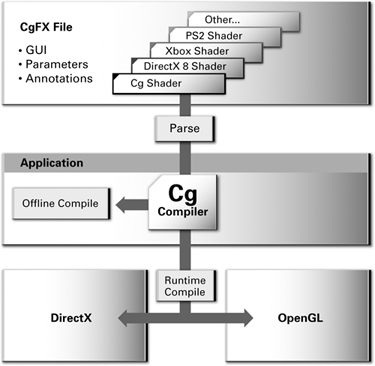 CgFX File
• GUI
• Parameters
• Annotations
Other...
PS2 Shader
Xbox Shader
DirectX 8 Shader
Cg Shader
Parse
Application
Offline Compile
Cg
Compiler
Runtime
Compile
DirectX
OpenGL